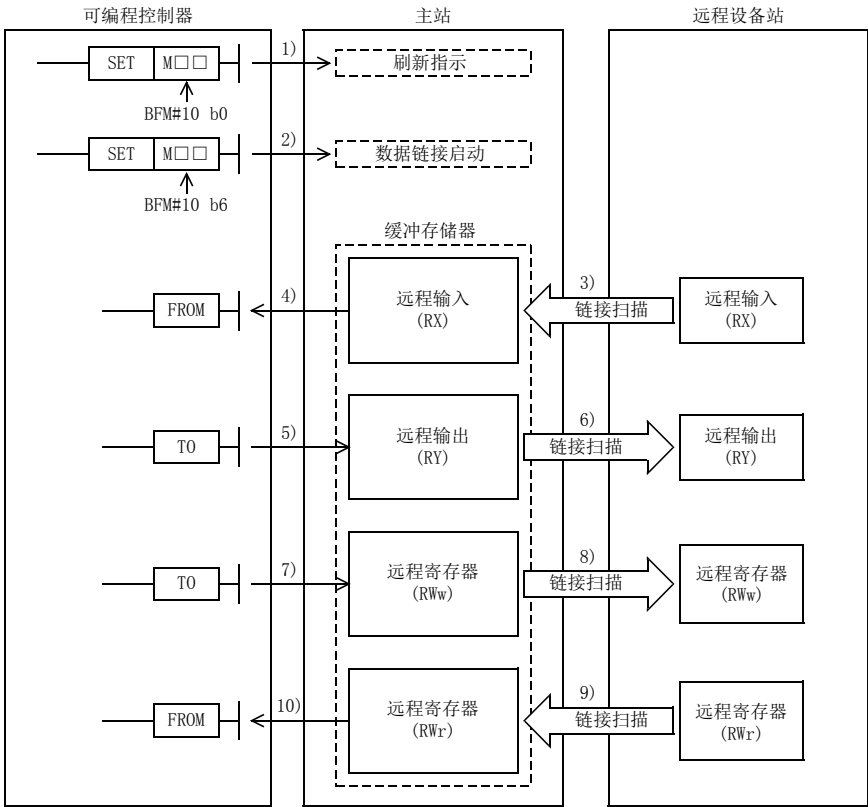 可编程控制器 主站 远程设备站
SET M□□ 1) 刷新指示
BFM#10 b0
SET M□□ 2) 数据链接启动
BFM#10 b6
缓冲存储器
FROM 4) 远程输入 3) 远程输入
(RX) 链接扫描 (RX)
TO 5) 远程输出 6) 远程输出
(RY) 链接扫描 (RY)
TO 7) 远程寄存器 8) 远程寄存器
(RWw) 链接扫描 (RWw)
FROM 10) 远程寄存器 9) 远程寄存器
(RWr) 链接扫描 (RWr)